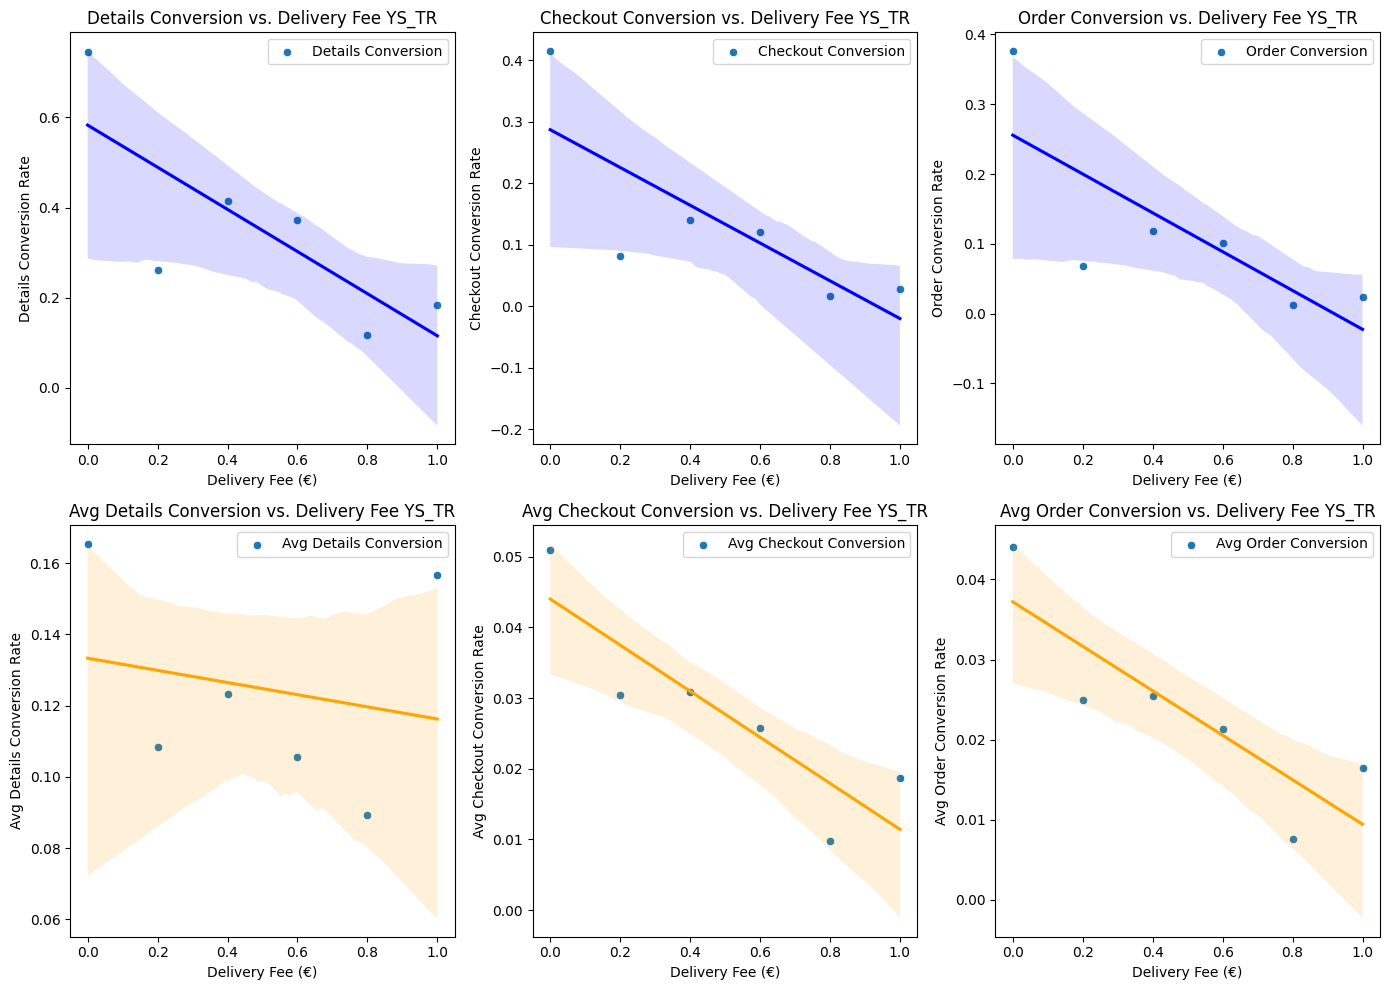 Details Conversion vs. Delivery Fee YS_TR
Details Conversion
Details Conversion Rate
0.6
0.4
0.2
0.0
0.0 0.2 0.4 0.6 0.8 1.0
Delivery Fee (€)
Checkout Conversion vs. Delivery Fee YS_TR
Checkout Conversion
Checkout Conversion Rate
0.4
0.3
0.2
0.1
0.0
−0.1
−0.2
0.0 0.2 0.4 0.6 0.8 1.0
Delivery Fee (€)
Order Conversion vs. Delivery Fee YS_TR
Order Conversion
Order Conversion Rate
0.4
0.3
0.2
0.1
0.0
−0.1
0.0 0.2 0.4 0.6 0.8 1.0
Delivery Fee (€)
Avg Details Conversion vs. Delivery Fee YS_TR
Avg Details Conversion
Avg Details Conversion Rate
0.16
0.14
0.12
0.10
0.08
0.06
0.0 0.2 0.4 0.6 0.8 1.0
Delivery Fee (€)
Avg Checkout Conversion vs. Delivery Fee YS_TR
Avg Checkout Conversion
Avg Checkout Conversion Rate
0.05
0.04
0.03
0.02
0.01
0.00
0.0 0.2 0.4 0.6 0.8 1.0
Delivery Fee (€)
Avg Order Conversion vs. Delivery Fee YS_TR
Avg Order Conversion
Avg Order Conversion Rate
0.04
0.03
0.02
0.01
0.00
0.0 0.2 0.4 0.6 0.8 1.0
Delivery Fee (€)